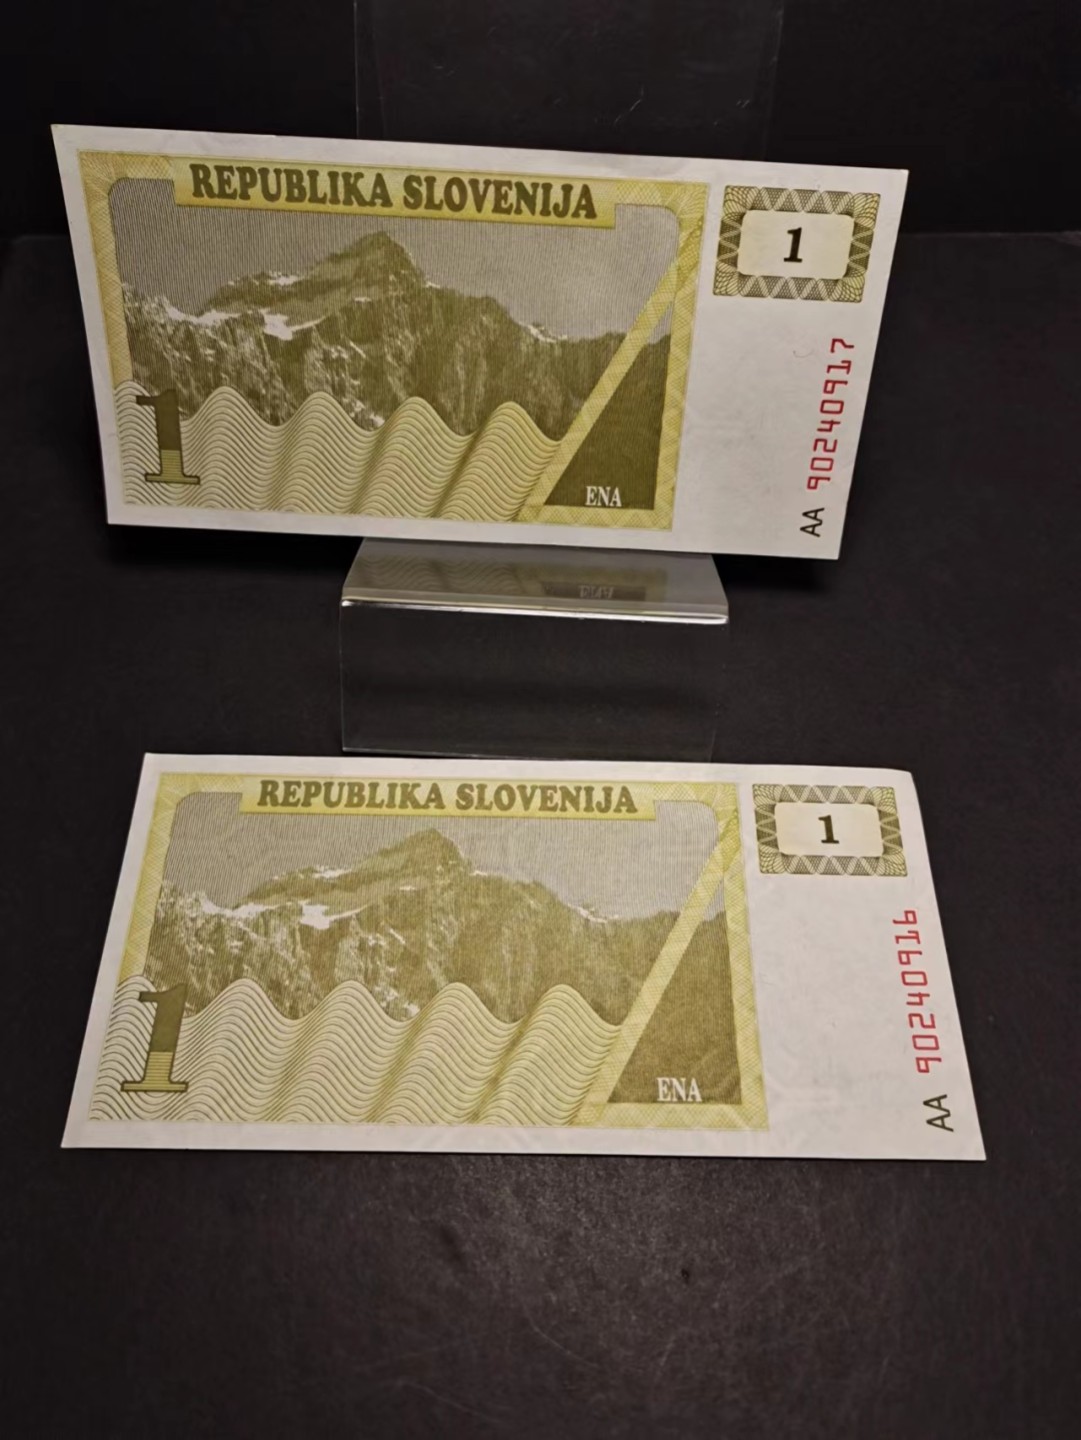 REPUBLIKA SLOVENIJA
1
1
ENA
AA 90240917
REPUBLIKA SLOVENIJA
1
1
ENA
AA 90240916